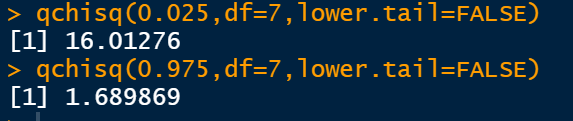 > qchisq(0.025,df=7,lower.tail=FALSE)
[1] 16.01276
> qchisq(0.975,df=7,lower.tail=FALSE)
[1] 1.689869